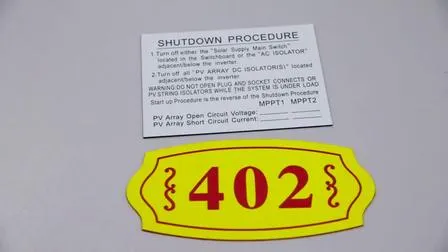 SHUTDOWN PROCEDURE
1.Turn off either the "Solar Supply Main Switch"
located in the Switchboard or the "AC ISOLATOR"
adjacent/below the inverter.
2.Turn off all "PV ARRAY DC ISOLATOR(S)" located
adjacent/below the inverter.
WARNING:DO NOT OPEN PLUG AND SOCKET CONNECTS OR
PV STRING ISOLATORS WHILE THE SYSTEM IS UNDER LOAD
Start up Procedure is the reverse of the Shutdown Procedure
MPPT1 MPPT2
PV Array Open Circuit Voltage:
PV Array Short Circuit Current:
402